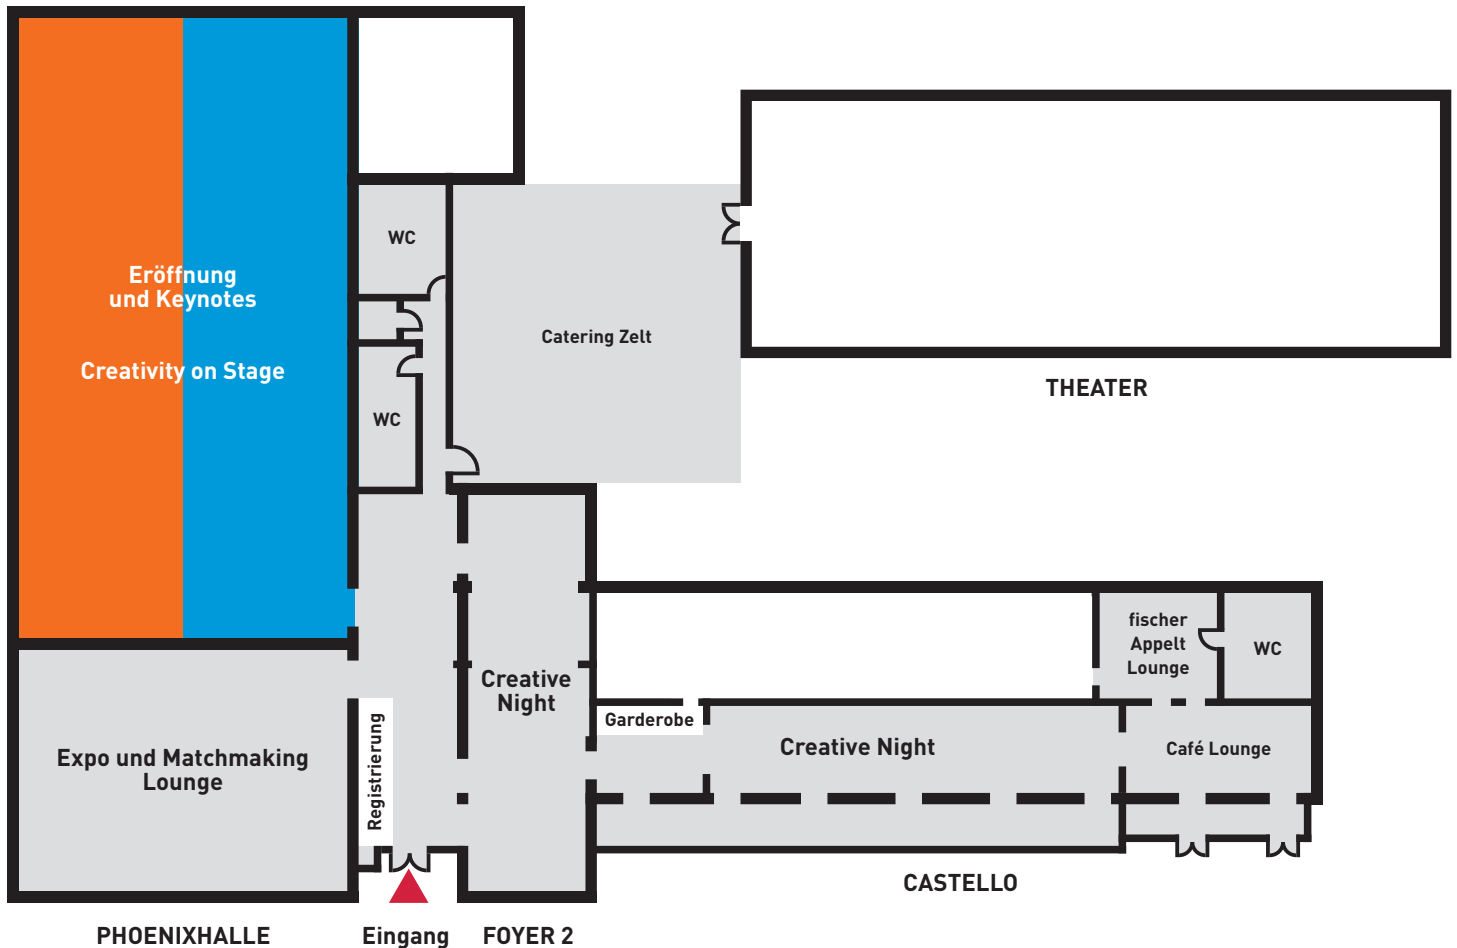 WC
Eröffnung
und Keynotes
Catering Zelt
Creativity on Stage
THEATER
WC
fischer
Appelt
Lounge
WC
Creative
Night
Garderobe
Creative Night
Café Lounge
Expo und Matchmaking
Lounge
Registrierung
CASTELLO
PHOENIXHALLE
Eingang
FOYER 2